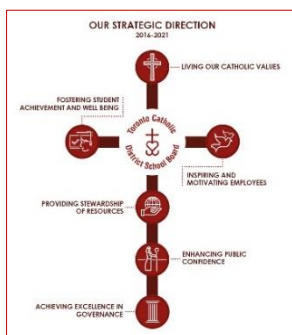 OUR STRATEGIC DIRECTION
2016-2021
LIVING OUR CATHOLIC VALUES
FOSTERING STUDENT
ACHIEVEMENT AND WELL BEING
Toronto Catholic
District School Board
INSPIRING AND
MOTIVATING EMPLOYEES
PROVIDING STEWARDSHIP
OF RESOURCES
ENHANCING PUBLIC
CONFIDENCE
ACHIEVING EXCELLENCE IN
GOVERNANCE